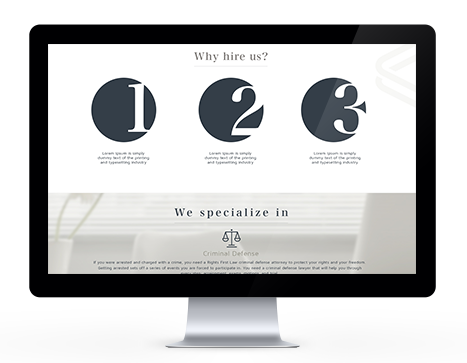 Why hire us?
1 2 3
Lorem Ipsum is simply
dummy text of the printing
and typesetting industry
Lorem Ipsum is simply
dummy text of the printing
and typesetting industry
Lorem Ipsum is simply
dummy text of the printing
and typesetting industry
We specialize in
Criminal Defense
If you were arrested and charged with a crime, you need a Rights First Law criminal defense attorney to protect your rights and your freedom.
Getting arrested sets off a series of events you are forced to participate in. You need a criminal defense lawyer that will help you through